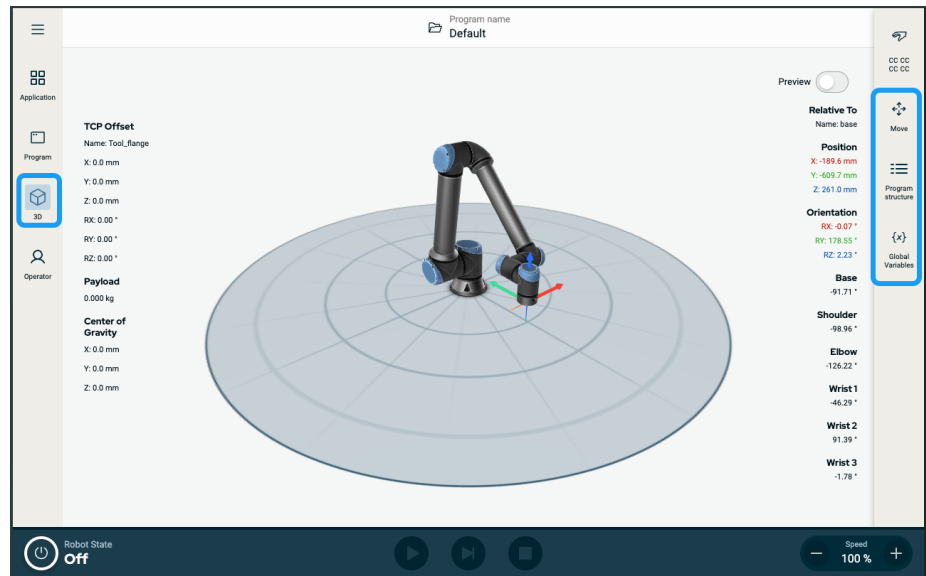 Program name
Default
CC CC
CC CC
Application
Program
3D
Operator
TCP Offset
Name: Tool_flange
X: 0.0 mm
Y: 0.0 mm
Z: 0.0 mm
RX: 0.00 °
RY: 0.00 °
RZ: 0.00 °
Payload
0.000 kg
Center of
Gravity
X: 0.0 mm
Y: 0.0 mm
Z: 0.0 mm
Preview
Relative To
Name: base
Position
X: -189.6 mm
Y: -609.7 mm
Z: 261.0 mm
Orientation
RX: -0.07 °
RY: 178.55 °
RZ: 2.23 °
Base
-91.71 °
Shoulder
-98.96 °
Elbow
-126.22 °
Wrist 1
-46.29 °
Wrist 2
91.39 °
Wrist 3
-1.78 °
Move
Program
structure
{x}
Global
Variables
Robot State
Off
Speed
100 %